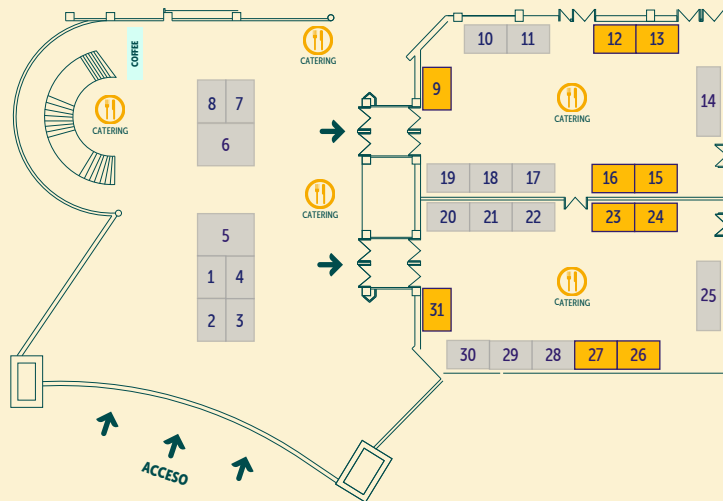 COFFEE
CATERING
CATERING
CATERING
CATERING
CATERING
10 11
12 13
9
14
8 7
6
19 18 17
16 15
20 21 22
23 24
5
1 4
2 3
25
31
30 29 28 27 26
ACCESO